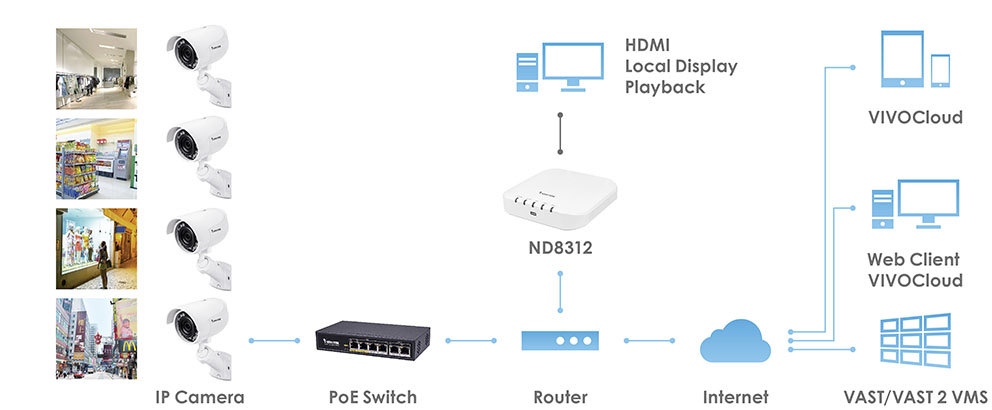 HDMI
Local Display
Playback
VIVOCloud
ND8312
Web Client
VIVOCloud
IP Camera
PoE Switch
Router
Internet
VAST/VAST 2 VMS